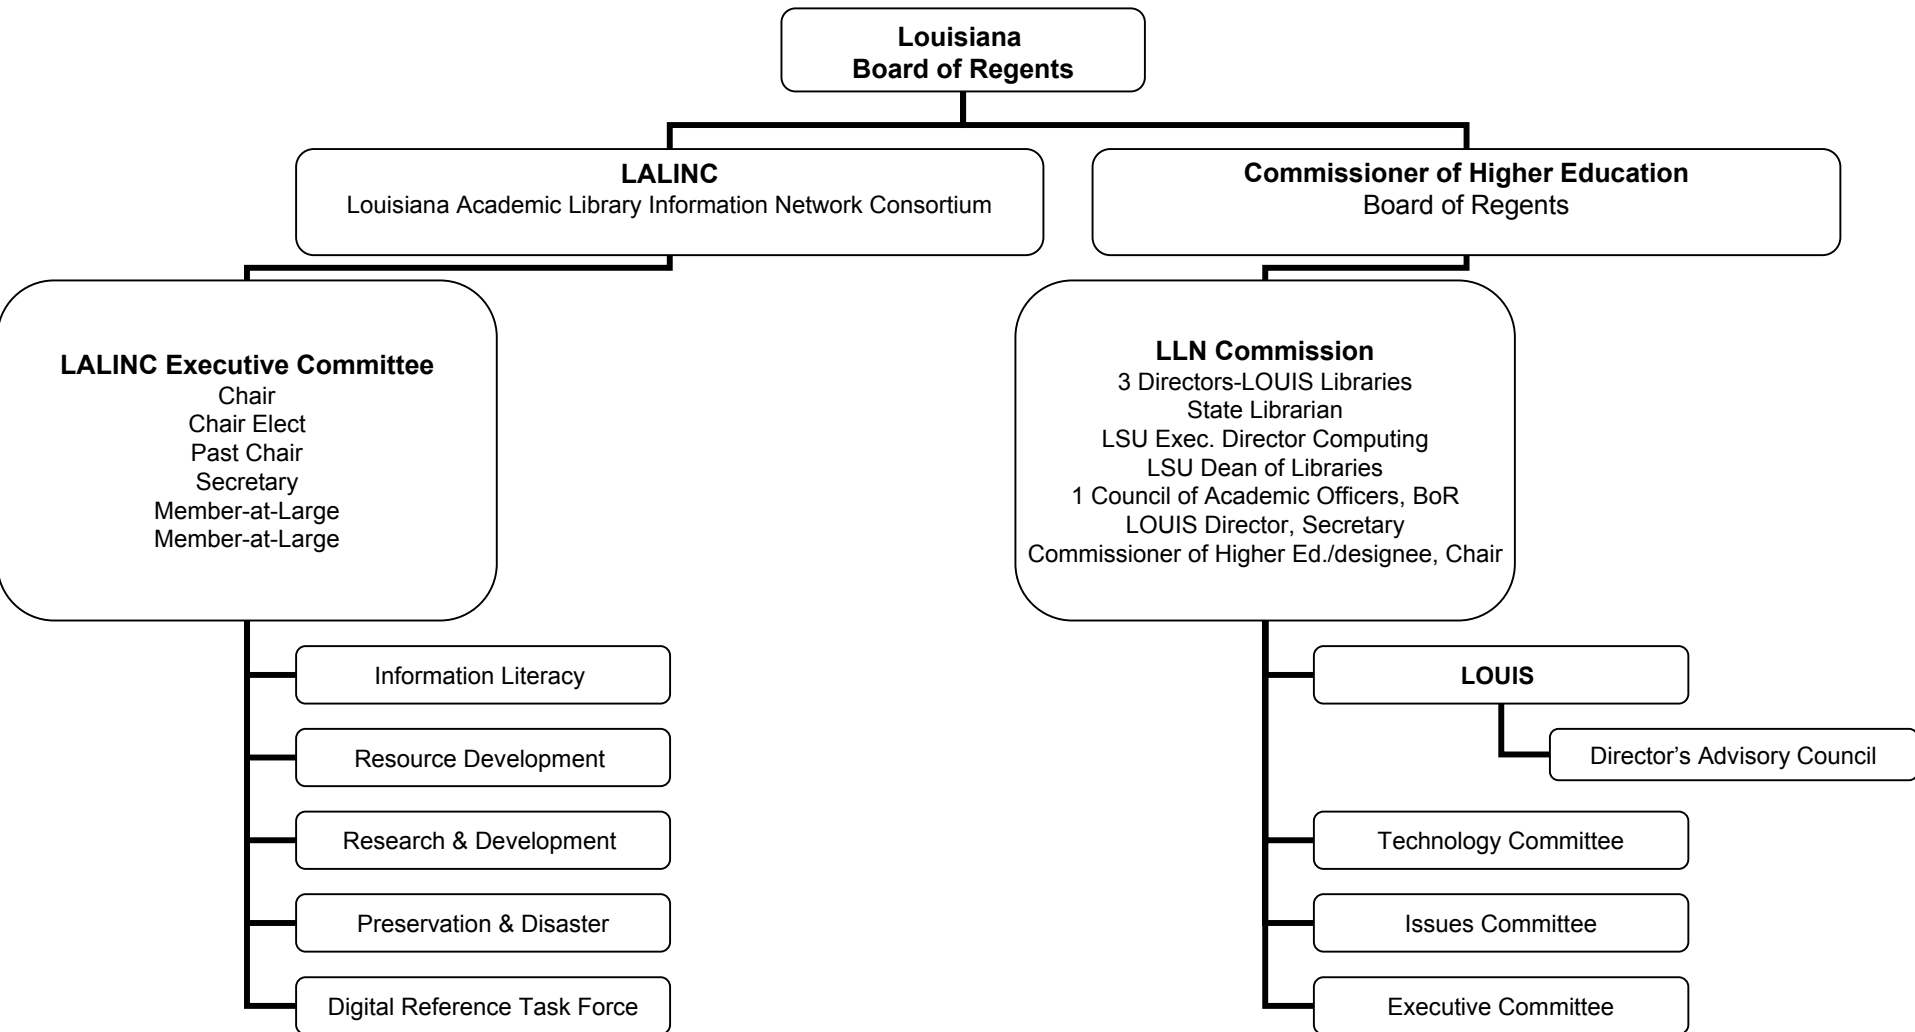 Louisiana
Board of Regents
LALINC
Louisiana Academic Library Information Network Consortium
Commissioner of Higher Education
Board of Regents
LALINC Executive Committee
Chair
Chair Elect
Past Chair
Secretary
Member-at-Large
Member-at-Large
LLN Commission
3 Directors-LOUIS Libraries
State Librarian
LSU Exec. Director Computing
LSU Dean of Libraries
1 Council of Academic Officers, BoR
LOUIS Director, Secretary
Commissioner of Higher Ed./designee, Chair
Information Literacy
Resource Development
Research & Development
Preservation & Disaster
Digital Reference Task Force
LOUIS
Director’s Advisory Council
Technology Committee
Issues Committee
Executive Committee